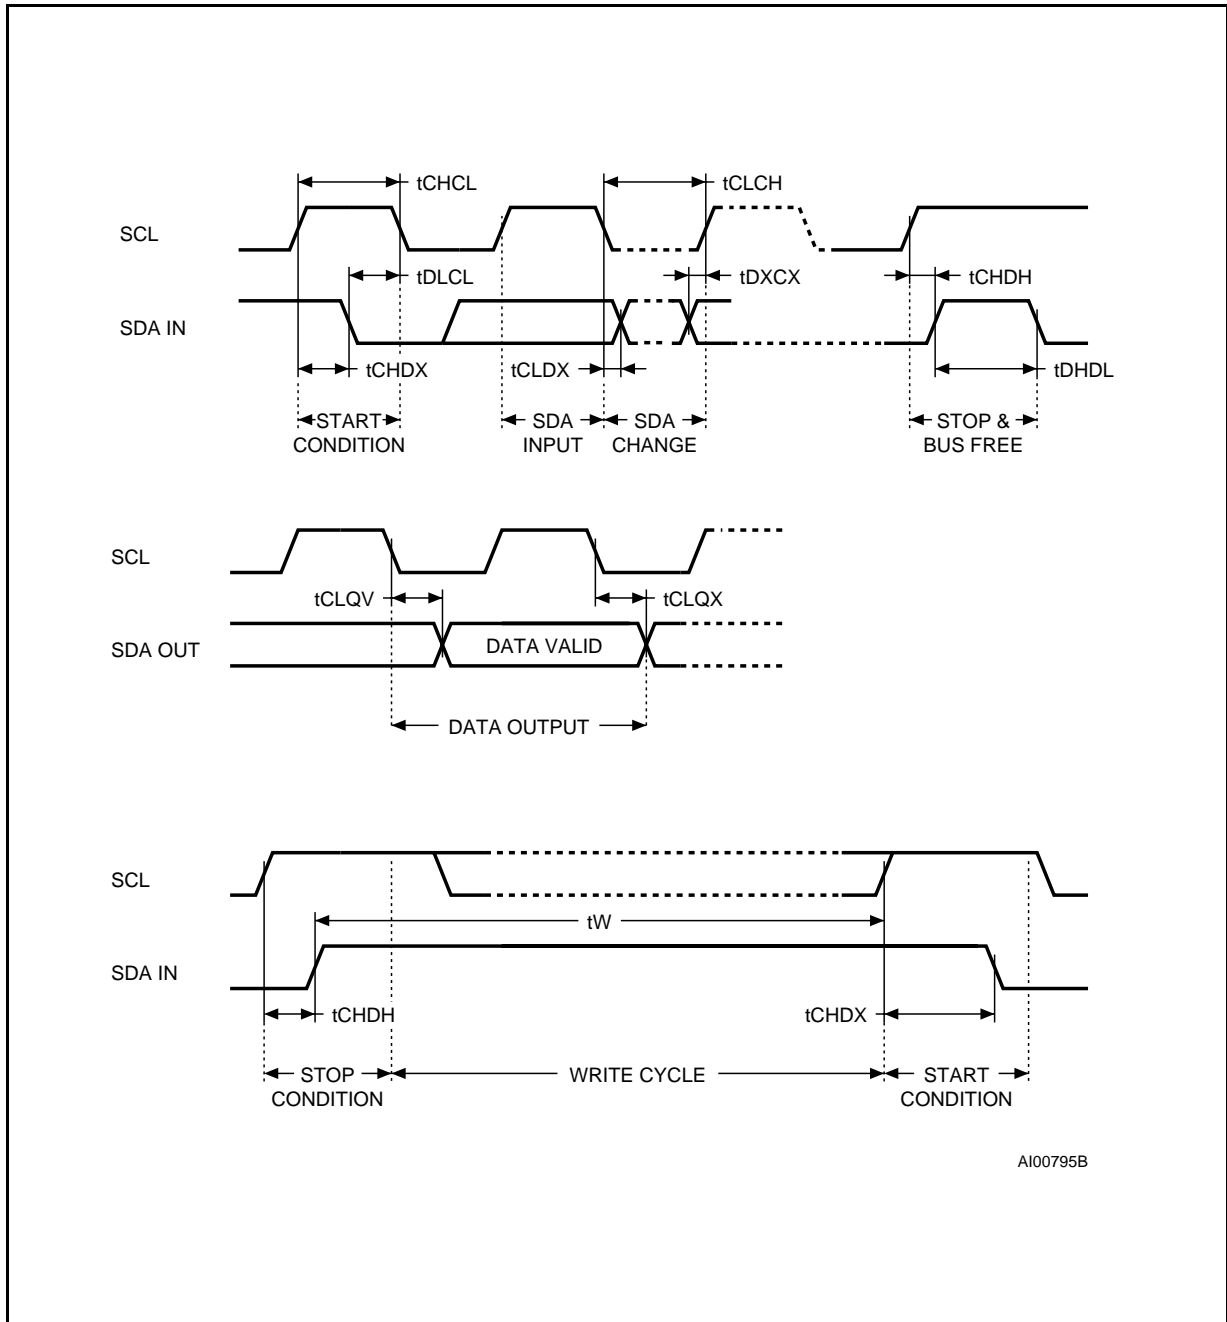 tCHCL
tCLCH
SCL
tDLCL
tDXCX
tCHDH
SDA IN
tCHDX
tCLDX
tDHDL
START
CONDITION
SDA
INPUT
SDA
CHANGE
STOP &
BUS FREE
SCL
tCLQV
tCLQX
SDA OUT
DATA VALID
DATA OUTPUT
SCL
tW
SDA IN
tCHDH
tCHDX
STOP
CONDITION
WRITE CYCLE
START
CONDITION
AI00795B